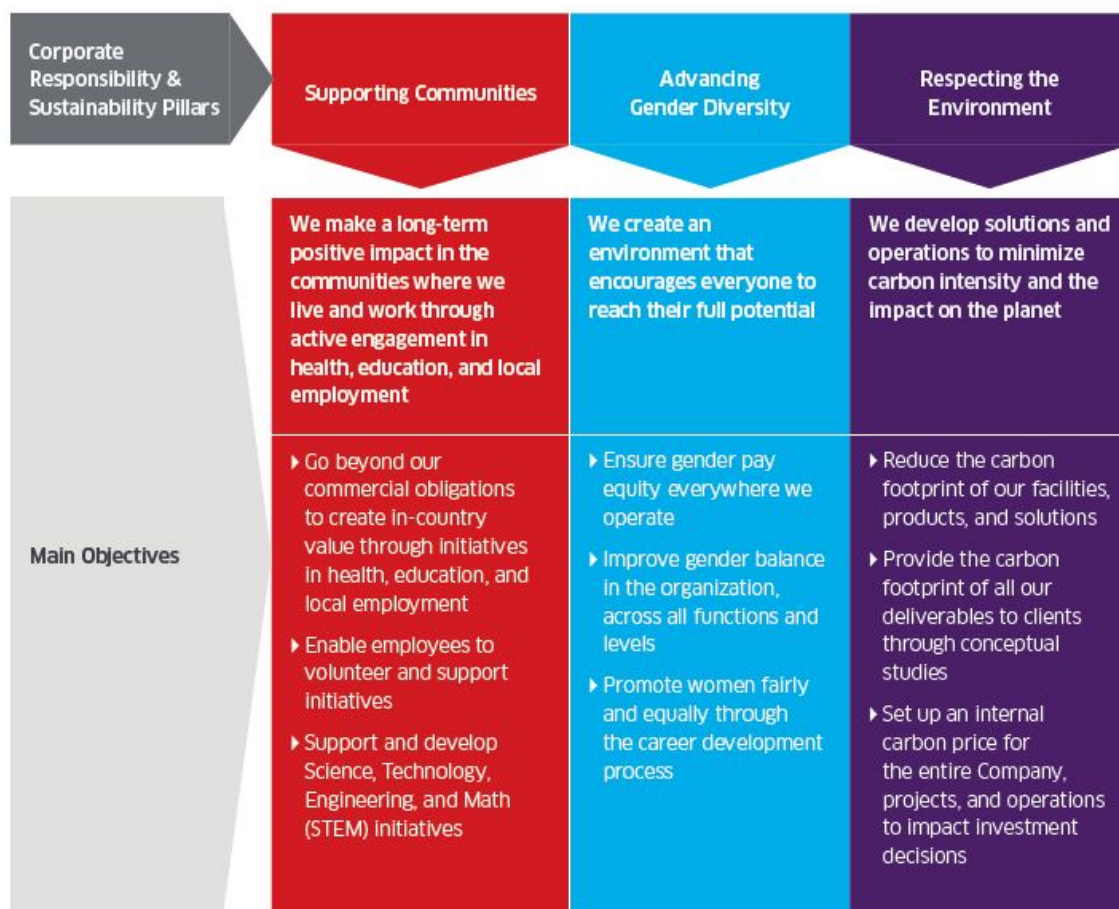 Corporate
Responsibility &
Sustainability Pillars
Supporting Communities
Advancing
Gender Diversity
Respecting the
Environment
We make a long-term
positive impact in the
communities where we
live and work through
active engagement in
health, education, and local
employment
We create an
environment that
encourages everyone to
reach their full potential
We develop solutions and
operations to minimize
carbon intensity and the
impact on the planet
Main Objectives
Go beyond our
commercial obligations
to create in-country
value through initiatives
in health, education, and
local employment
Enable employees to
volunteer and support
initiatives
Support and develop
Science, Technology,
Engineering, and Math
(STEM) initiatives
Ensure gender pay
equity everywhere we
operate
Improve gender balance
in the organization,
across all functions and
levels
Promote women fairly
and equally through
the career development
process
Reduce the carbon
footprint of our facilities,
products, and solutions
Provide the carbon
footprint of all our
deliverables to clients
through conceptual
studies
Set up an internal
carbon price for
the entire Company,
projects, and operations
to impact investment
decisions